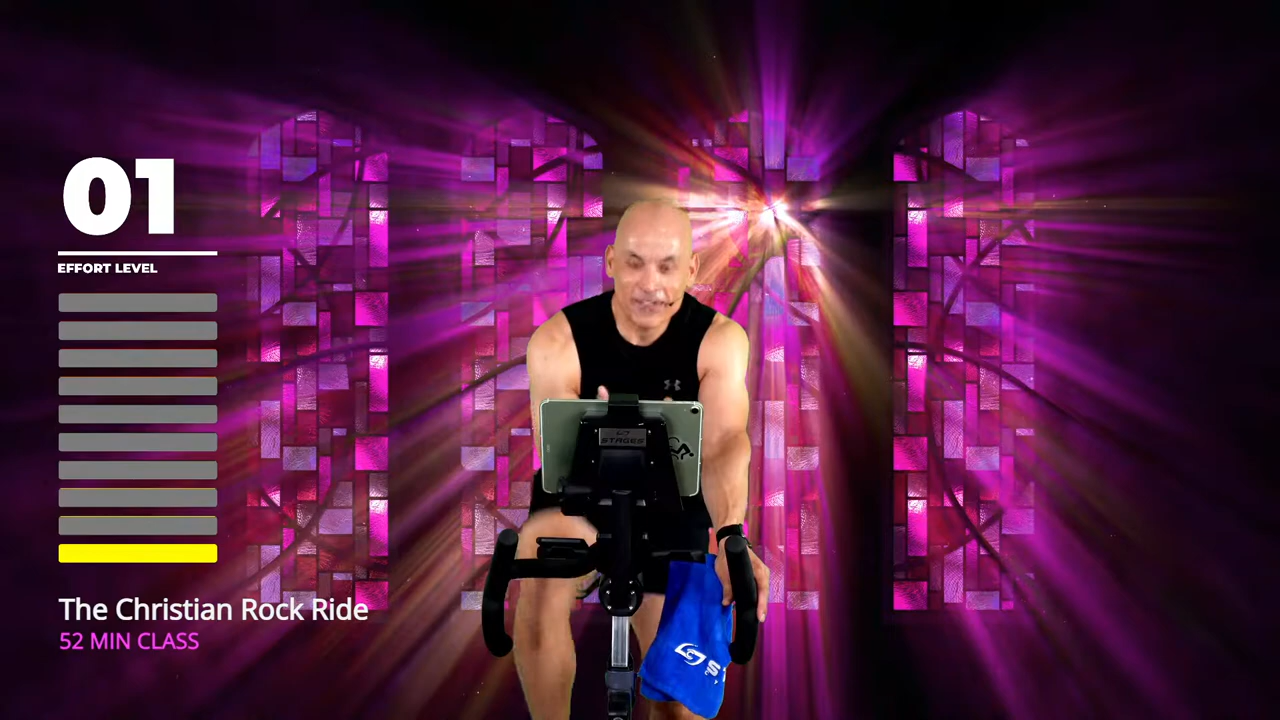 01
EFFORT LEVEL
The Christian Rock Ride
52 MIN CLASS
STAGES